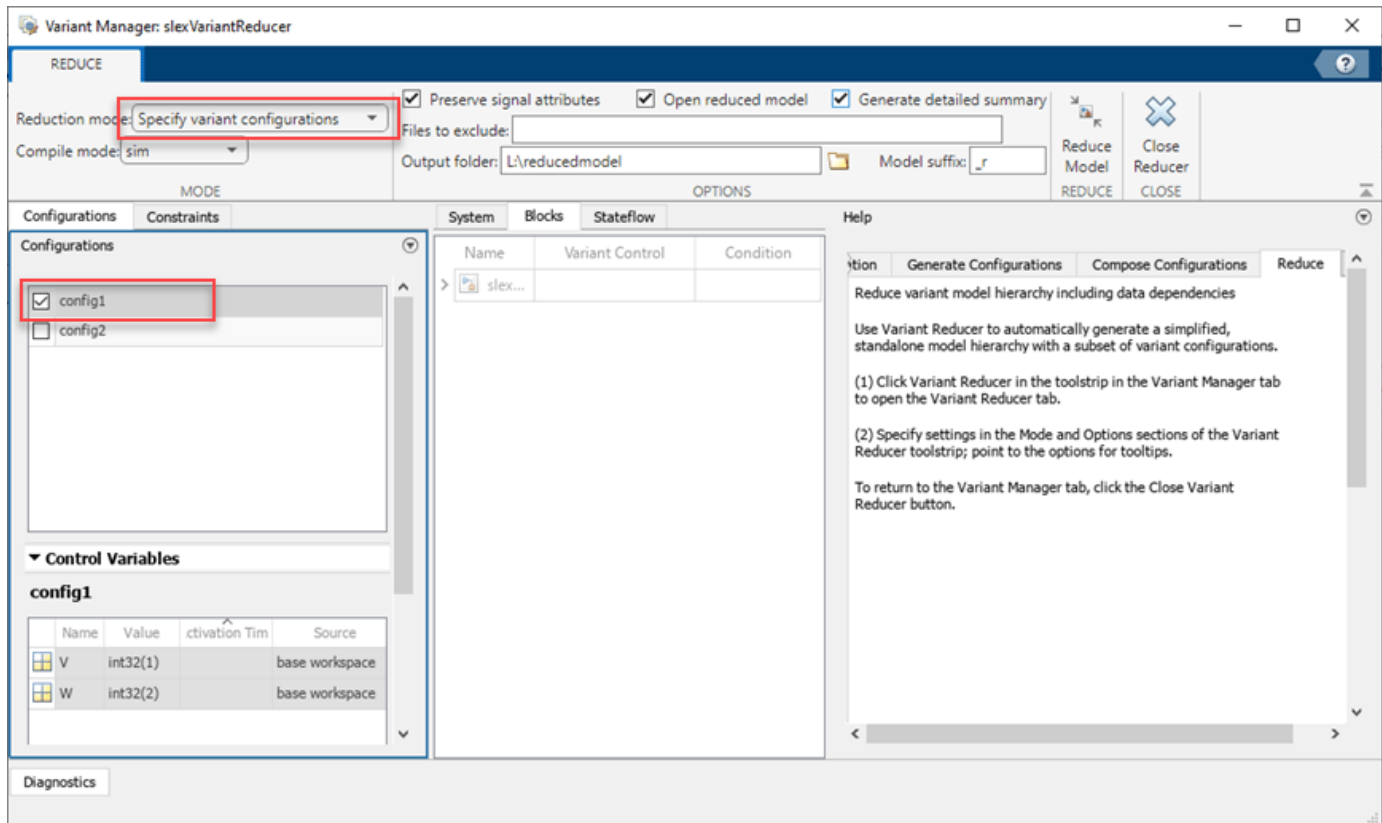 Variant Manager: slexVariantReducer
REDUCE
?
Reduction mode: Specify variant configurations
Compile mode: sim
MODE
Preserve signal attributes Open reduced model Generate detailed summary
Files to exclude:
Output folder: L:\reducedmodel Model suffix: _r
OPTIONS
Reduce
Model
REDUCE
Close
Reducer
CLOSE
Configurations Constraints
Configurations
config1
config2
Control Variables
config1
Name Value ctivation Tim Source
V int32(1) base workspace
W int32(2) base workspace
System Blocks Stateflow
Name Variant Control Condition
slex...
Help
tion Generate Configurations Compose Configurations Reduce
Reduce variant model hierarchy including data dependencies
Use Variant Reducer to automatically generate a simplified,
standalone model hierarchy with a subset of variant configurations.
(1) Click Variant Reducer in the toolstrip in the Variant Manager tab
to open the Variant Reducer tab.
(2) Specify settings in the Mode and Options sections of the Variant
Reducer toolstrip; point to the options for tooltips.
To return to the Variant Manager tab, click the Close Variant
Reducer button.
Diagnostics